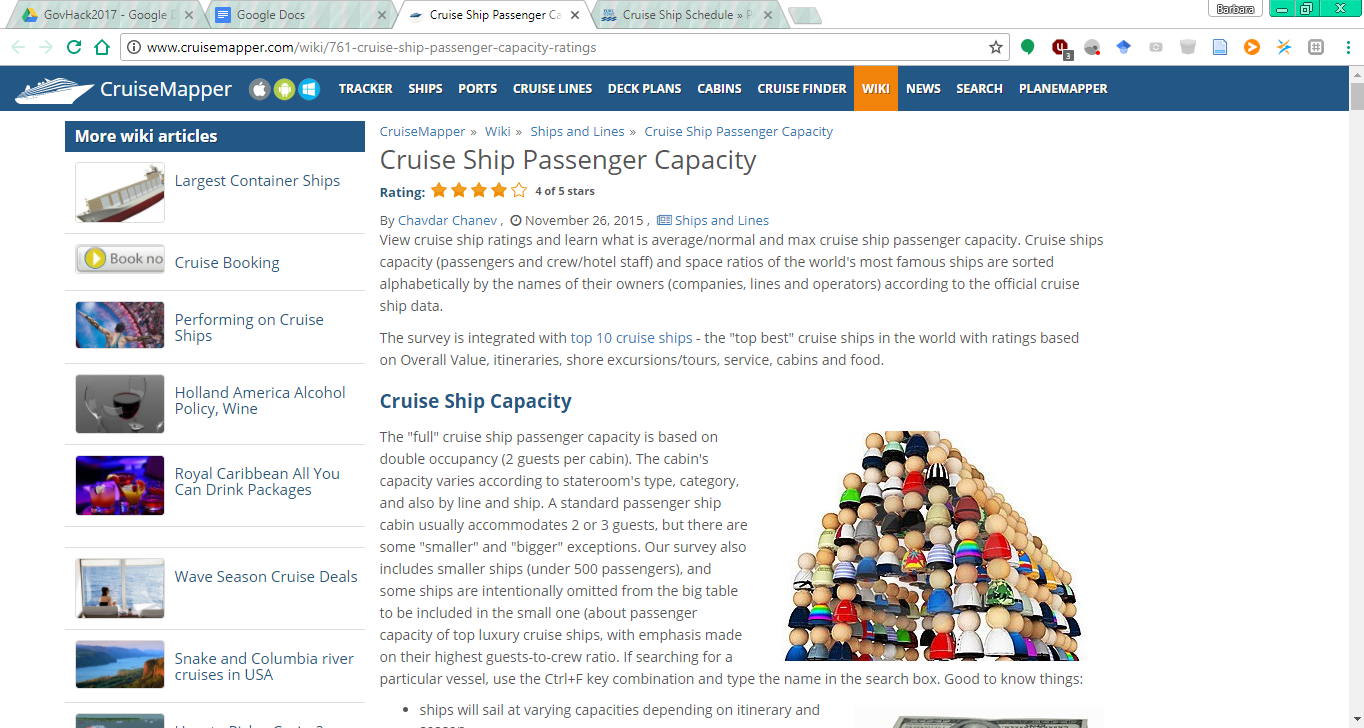 GovHack2017 - Google D
Google Docs
Cruise Ship Passenger Ca
Cruise Ship Schedule » P
Barbara
www.cruisemapper.com/wiki/761-cruise-ship-passenger-capacity-ratings
3
CruiseMapper
TRACKER SHIPS PORTS CRUISE LINES DECK PLANS CABINS CRUISE FINDER WIKI NEWS SEARCH PLANEMAPPER
More wiki articles
Largest Container Ships
Book no
Cruise Booking
Performing on Cruise
Ships
Holland America Alcohol
Policy, Wine
Royal Caribbean All You
Can Drink Packages
Wave Season Cruise Deals
Snake and Columbia river
cruises in USA
CruiseMapper » Wiki » Ships and Lines » Cruise Ship Passenger Capacity
Cruise Ship Passenger Capacity
Rating: 4 of 5 stars
By Chavdar Chanev , November 26, 2015 , Ships and Lines
View cruise ship ratings and learn what is average/normal and max cruise ship passenger capacity. Cruise ships
capacity (passengers and crew/hotel staff) and space ratios of the world's most famous ships are sorted
alphabetically by the names of their owners (companies, lines and operators) according to the official cruise
ship data.
The survey is integrated with top 10 cruise ships - the "top best" cruise ships in the world with ratings based
on Overall Value, itineraries, shore excursions/tours, service, cabins and food.
Cruise Ship Capacity
The "full" cruise ship passenger capacity is based on
double occupancy (2 guests per cabin). The cabin's
capacity varies according to stateroom's type, category,
and also by line and ship. A standard passenger ship
cabin usually accommodates 2 or 3 guests, but there are
some "smaller" and "bigger" exceptions. Our survey also
includes smaller ships (under 500 passengers), and
some ships are intentionally omitted from the big table
to be included in the small one (about passenger
capacity of top luxury cruise ships, with emphasis made
on their highest guests-to-crew ratio. If searching for a
particular vessel, use the Ctrl+F key combination and type the name in the search box. Good to know things:
• ships will sail at varying capacities depending on itinerary and